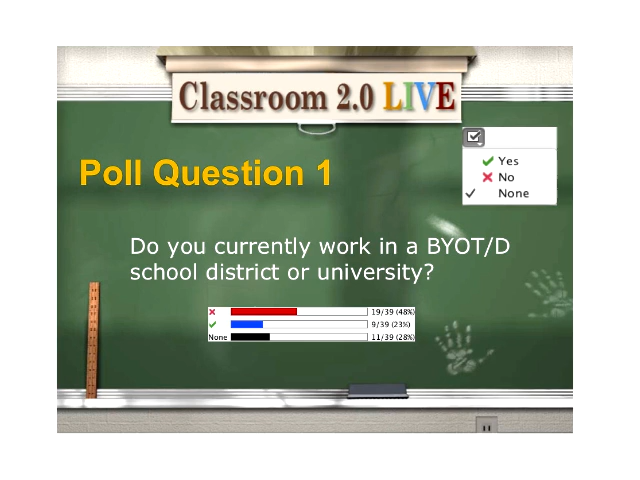 Classroom 2.0 LIVE
Poll Question 1
Yes
No
None
Do you currently work in a BYOT/D
school district or university?
19/39 (48%)
9/39 (23%)
None 11/39 (28%)